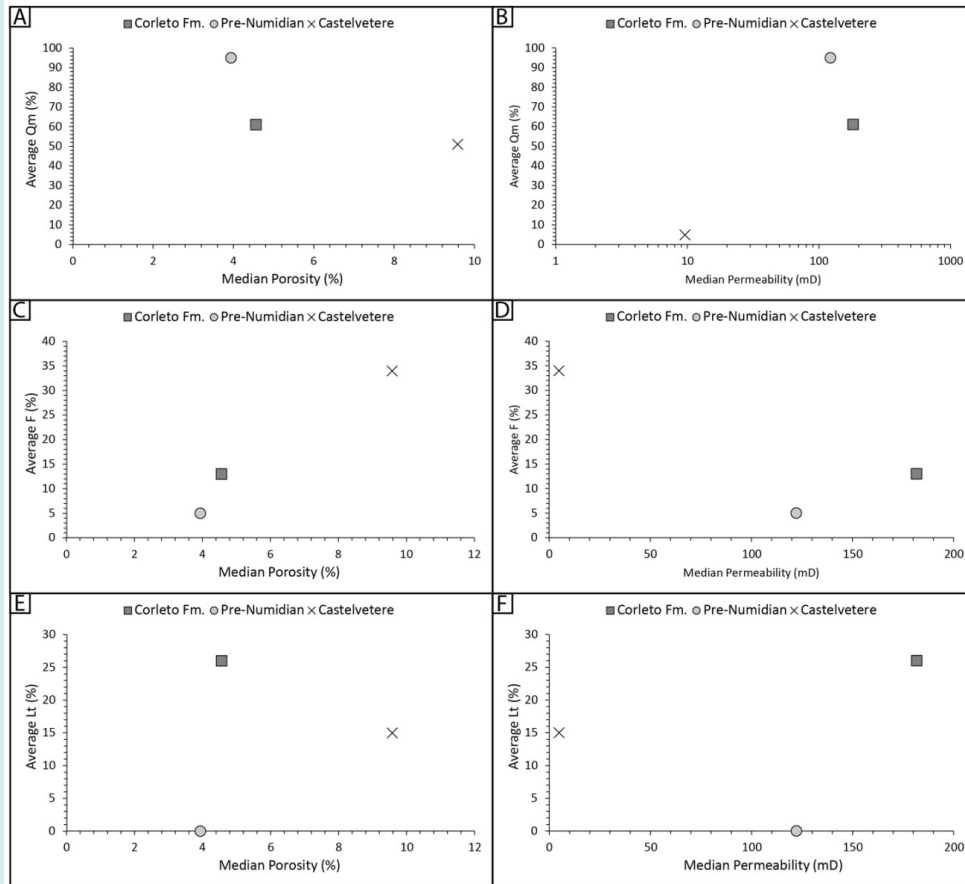 A
■ Corleto Fm. ○ Pre-Numidian × Castelvetere
Average Qm (%)
100
90
80
70
60
50
40
30
20
10
0
0 2 4 6 8 10
Median Porosity (%)
B
■ Corleto Fm. ○ Pre-Numidian × Castelvetere
Average Qm (%)
100
90
80
70
60
50
40
30
20
10
0
1 10 100 1000
Median Permeability (mD)
C
■ Corleto Fm. ○ Pre-Numidian × Castelvetere
Average F (%)
40
35
30
25
20
15
10
5
0
0 2 4 6 8 10 12
Median Porosity (%)
D
■ Corleto Fm. ○ Pre-Numidian × Castelvetere
Average F (%)
40
35
30
25
20
15
10
5
0
0 50 100 150 200
Median Permeability (mD)
E
■ Corleto Fm. ○ Pre-Numidian × Castelvetere
Average Lt (%)
30
25
20
15
10
5
0
0 2 4 6 8 10 12
Median Porosity (%)
F
■ Corleto Fm. ○ Pre-Numidian × Castelvetere
Average Lt (%)
30
25
20
15
10
5
0
0 50 100 150 200
Median Permeability (mD)